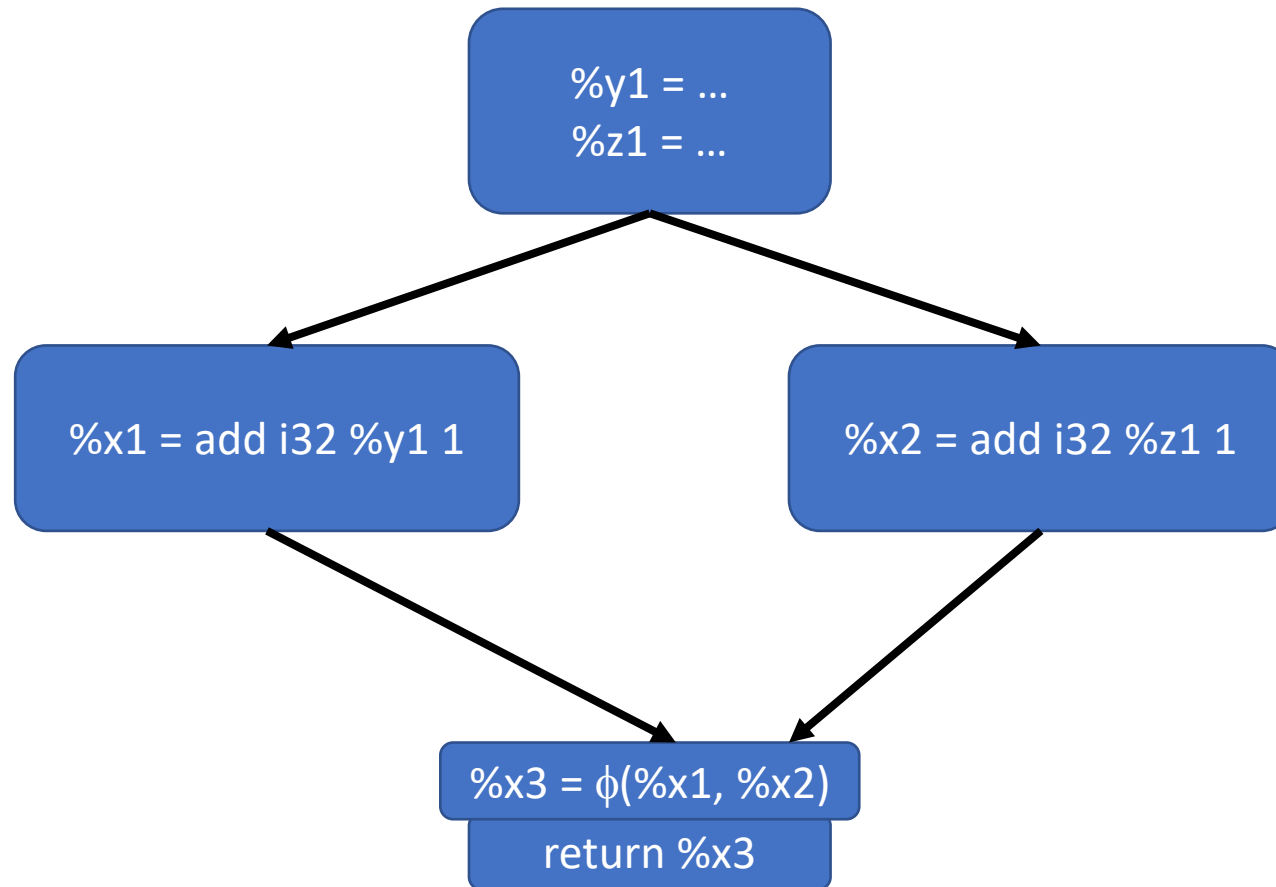 %y1 = …
%z1 = …
%x1 = add i32 %y1 1
%x2 = add i32 %z1 1
%x3 = ϕ(%x1, %x2)
return %x3